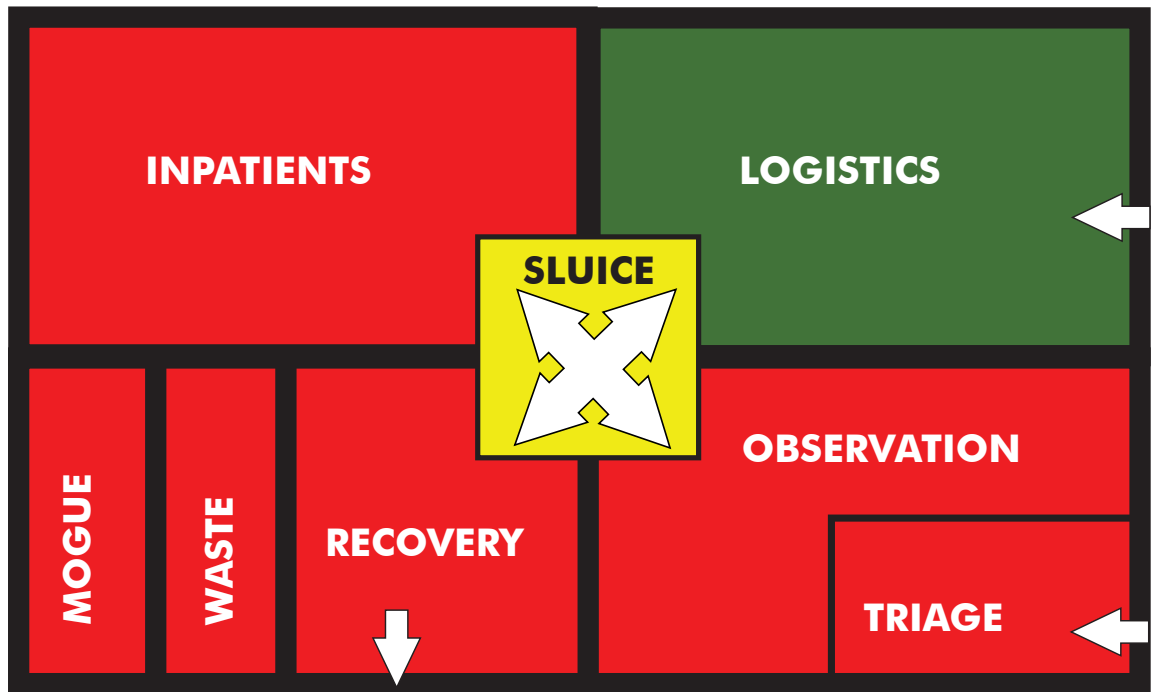 INPATIENTS
LOGISTICS
SLUICE
MOGUE
WASTE
RECOVERY
OBSERVATION
TRIAGE